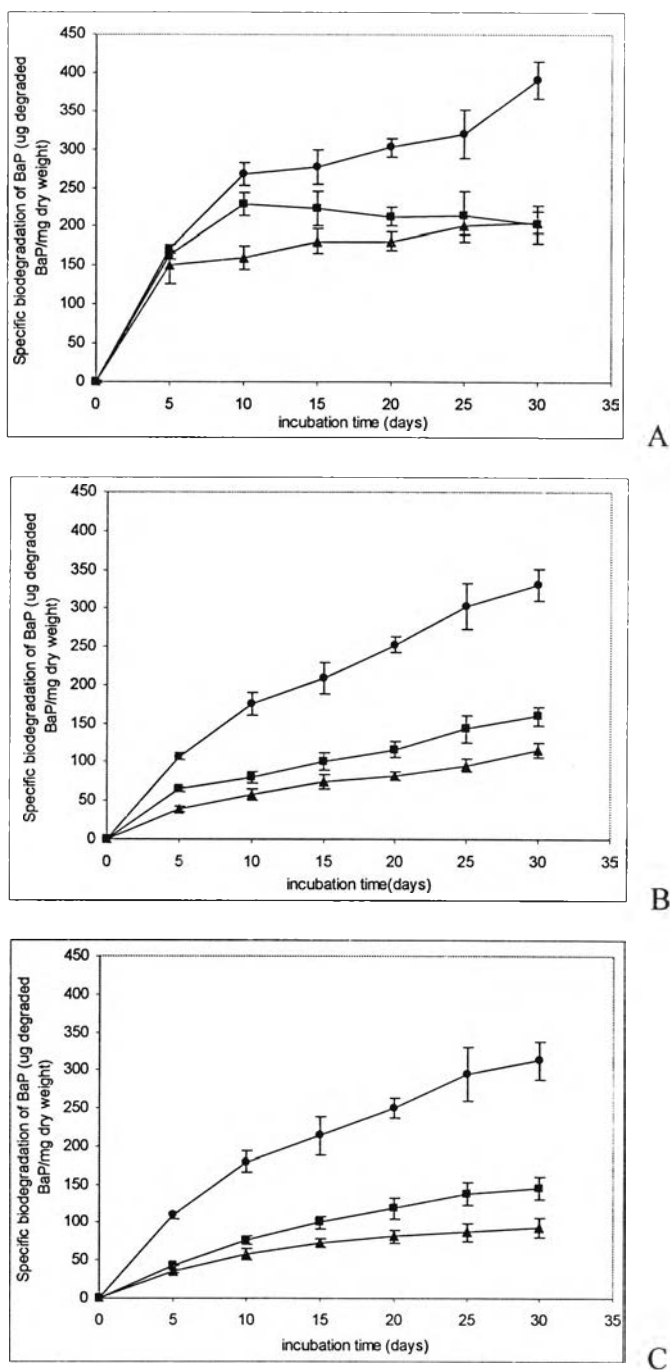 450
400
350
300
250
200
150
100
50
0
Specific biodegradation of BaP (ug degraded
BaP/mg dry weight)
0 5 10 15 20 25 30 35
incubation time (days)
A
450
400
350
300
250
200
150
100
50
0
Specific biodegradation of BaP (ug degraded
BaP/mg dry weight)
0 5 10 15 20 25 30 35
incubation time(days)
B
450
400
350
300
250
200
150
100
50
0
Specific biodegradation of BaP (ug degraded
BaP/mg dry weight)
0 5 10 15 20 25 30 35
incubation time (days)
C